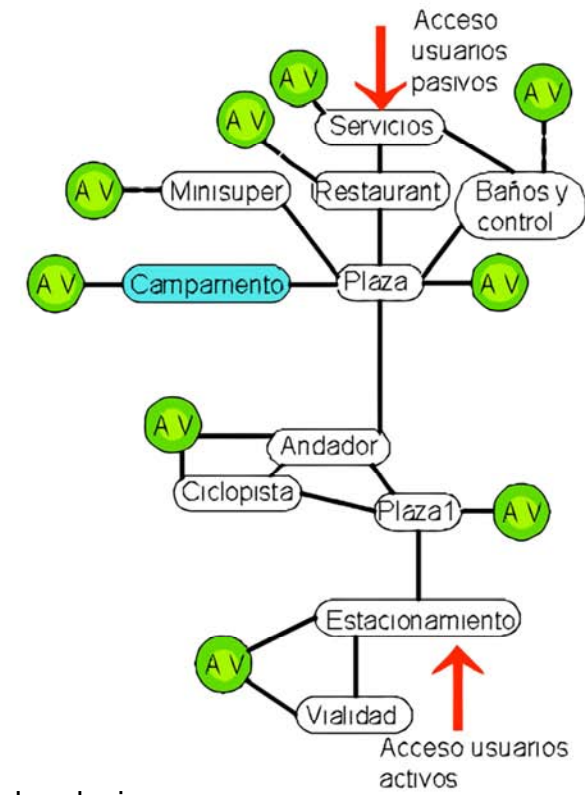 Acceso
usuarios
pasivos
A V
A V
A V
Servicios
Minisuper
Restaurant
Baños y
control
A V
A V
Campamento
Plaza
A V
A V
Andador
Ciclopista
Plaza1
A V
Estacionamiento
A V
Vialidad
Acceso usuarios
activos